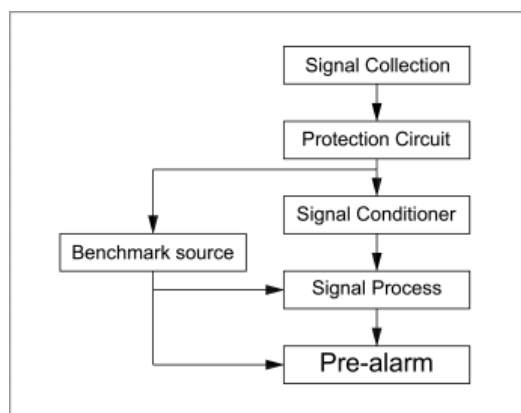 Signal Collection
Protection Circuit
Signal Conditioner
Benchmark source
Signal Process
Pre-alarm